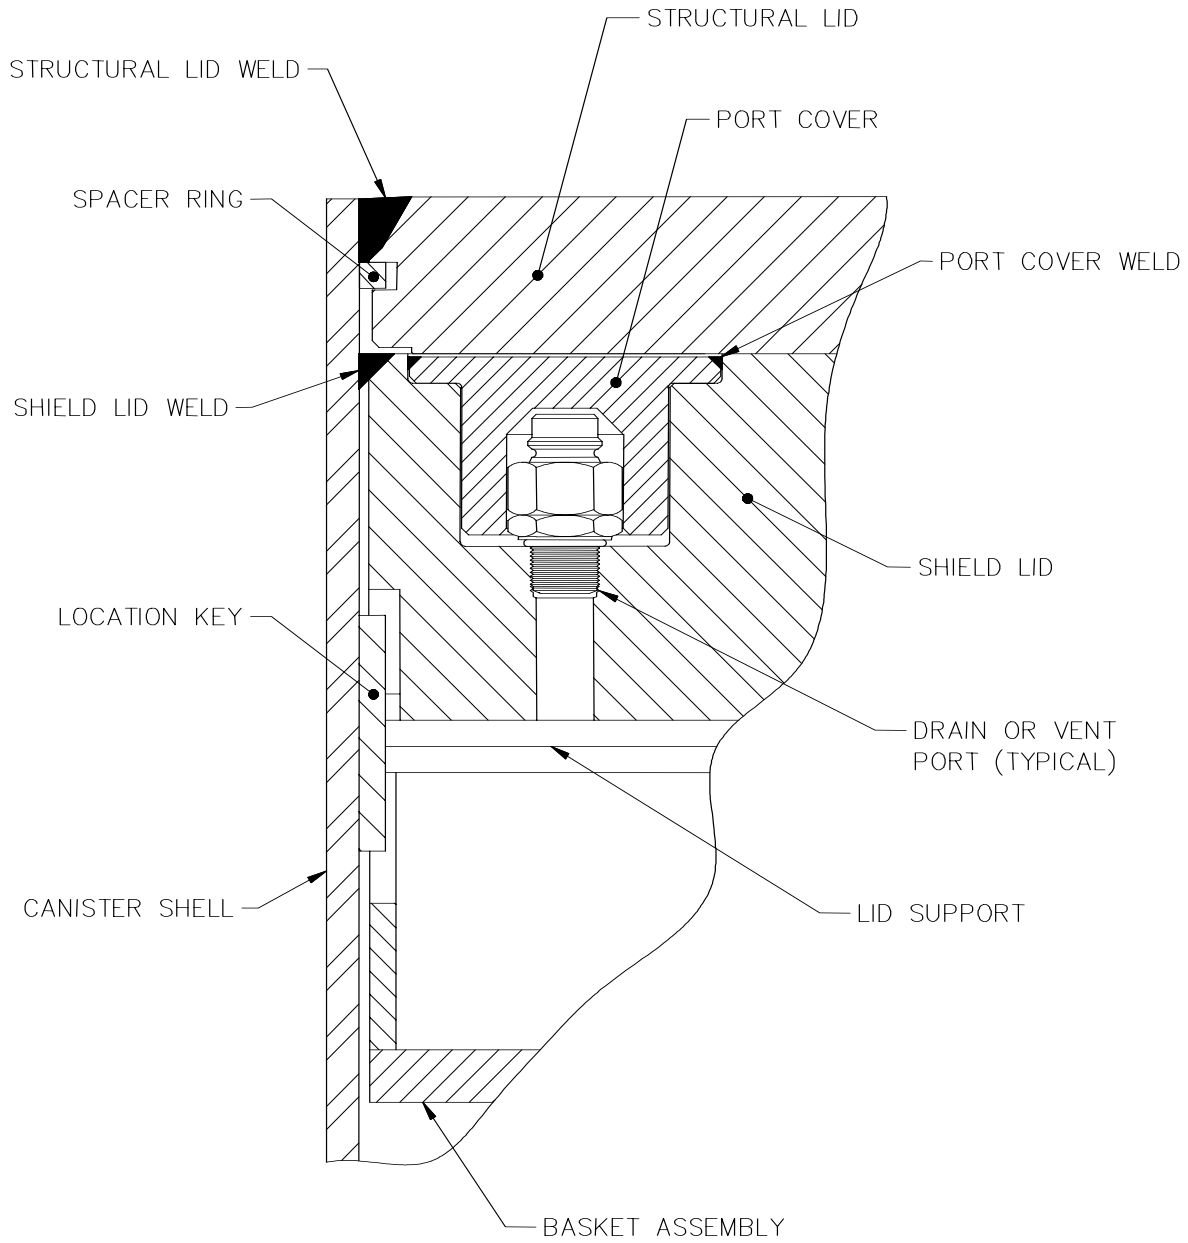 STRUCTURAL LID
STRUCTURAL LID WELD
PORT COVER
SPACER RING
PORT COVER WELD
SHIELD LID WELD
SHIELD LID
LOCATION KEY
DRAIN OR VENT
PORT (TYPICAL)
CANISTER SHELL
LID SUPPORT
BASKET ASSEMBLY